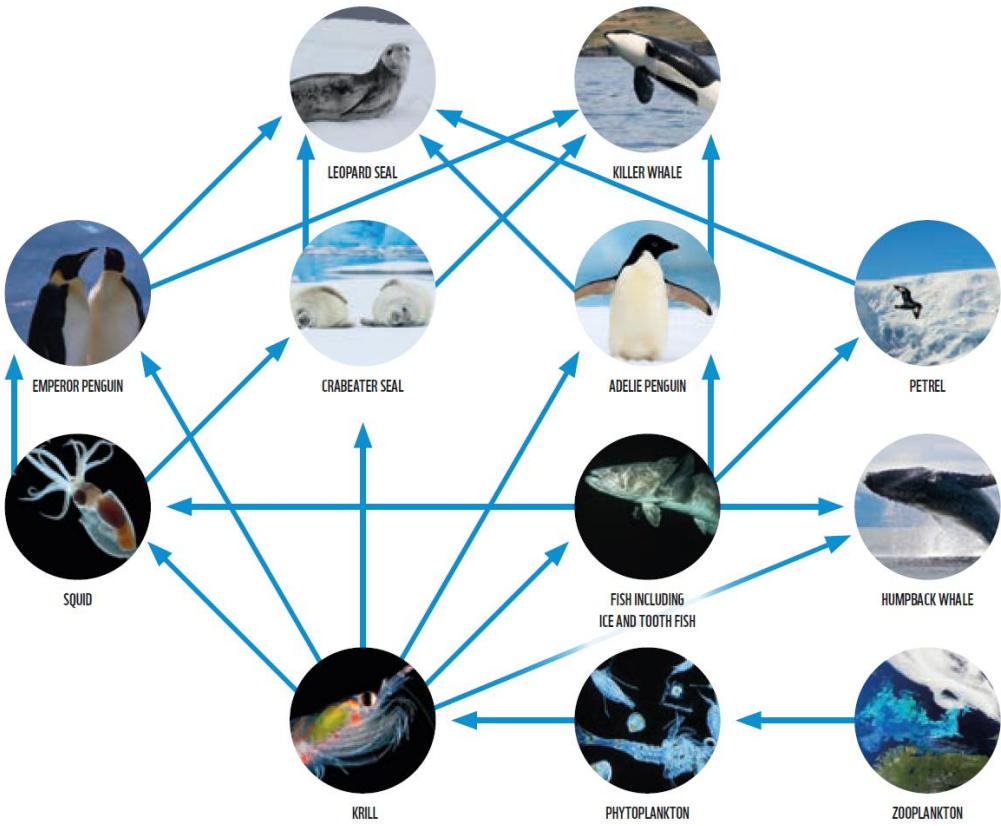 LEOPARD SEAL
KILLER WHALE
EMPEROR PENGUIN
CRABEATER SEAL
ADELIE PENGUIN
PETREL
SQUID
FISH INCLUDING
ICE AND TOOTH FISH
HUMPBACK WHALE
KRILL
PHYTOPLANKTON
ZOOPLANKTON